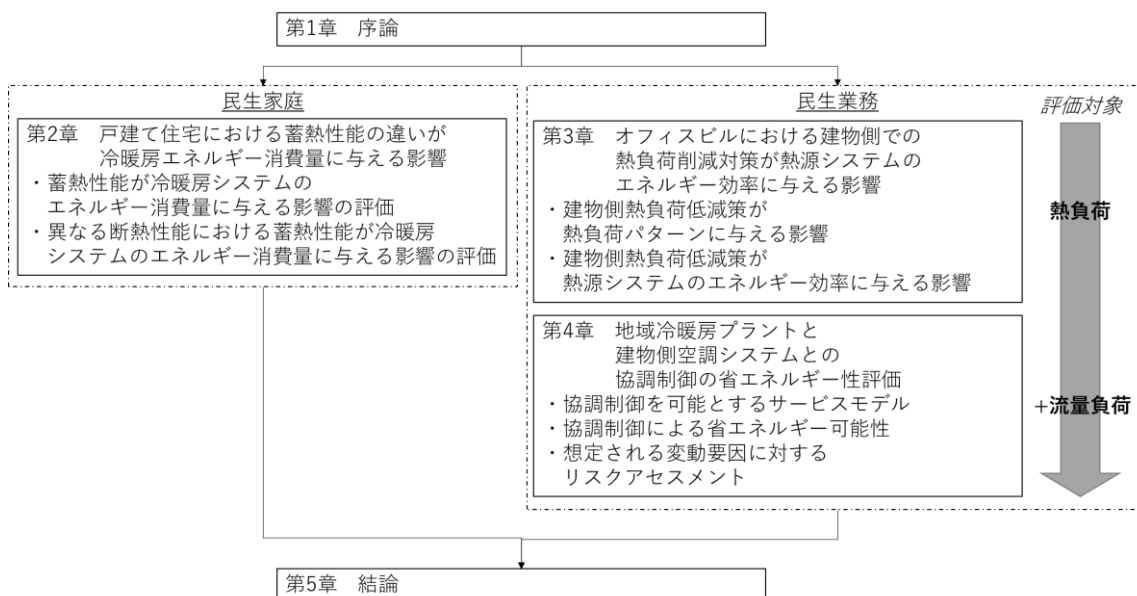 第1章　序論
民生家庭
第2章　戸建て住宅における蓄熱性能の違いが
冷暖房エネルギー消費量に与える影響
・蓄熱性能が冷暖房システムの
エネルギー消費量に与える影響の評価
・異なる断熱性能における蓄熱性能が冷暖房
システムのエネルギー消費量に与える影響の評価
民生業務
第3章　オフィスビルにおける建物側での
熱負荷削減対策が熱源システムの
エネルギー効率に与える影響
・建物側熱負荷低減策が
熱負荷パターンに与える影響
・建物側熱負荷低減策が
熱源システムのエネルギー効率に与える影響
第4章　地域冷暖房プラントと
建物側空調システムとの
協調制御の省エネルギー性評価
・協調制御を可能とするサービスモデル
・協調制御による省エネルギー可能性
・想定される変動要因に対する
リスクアセスメント
評価対象
熱負荷
+流量負荷
第5章　結論